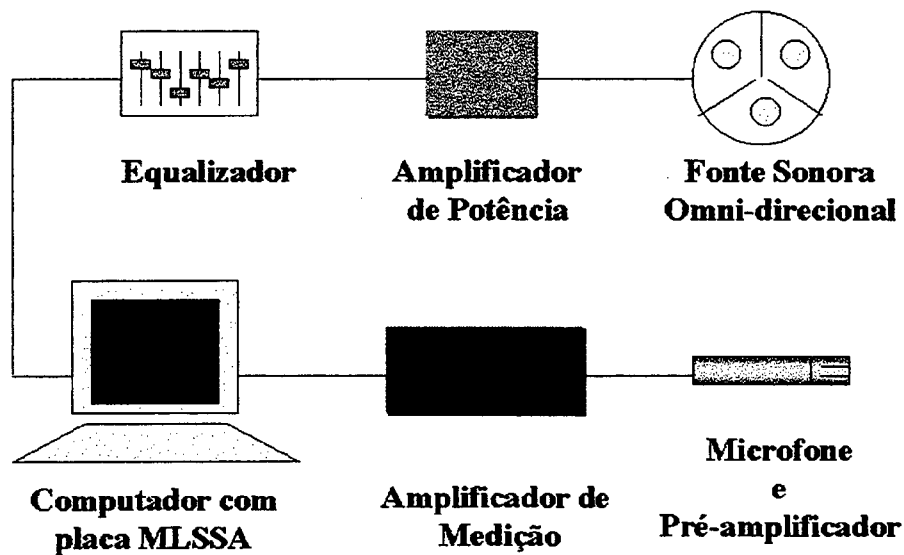 Equalizador
Amplificador
de Potência
Fonte Sonora
Omni-direcional
Computador com
placa MLSSA
Amplificador de
Medição
Microfone
e
Pré-amplificador